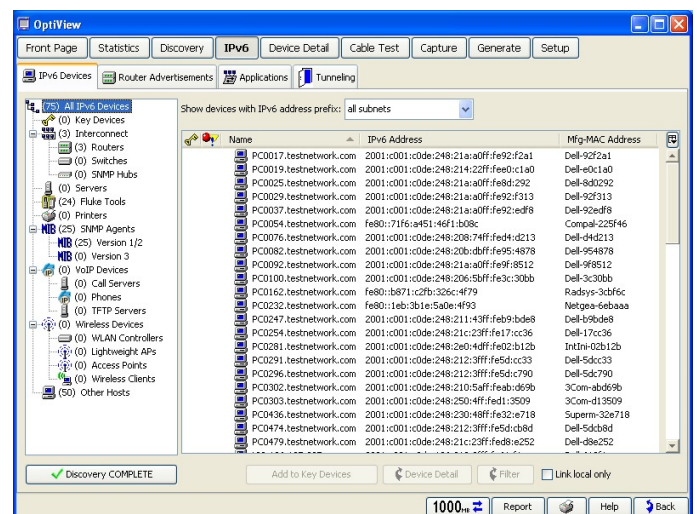 OptiView
Front Page Statistics Discovery IPv6 Device Detail Cable Test Capture Generate Setup
IPv6 Devices Router Advertisements Applications Tunneling
(75) All IPv6 Devices
(0) Key Devices
(3) Interconnect
(3) Routers
(0) Switches
(0) SNMP Hubs
(0) Servers
(24) Fluke Tools
(0) Printers
MIB (25) SNMP Agents
MIB (25) Version 1/2
MIB (0) Version 3
(0) VoIP Devices
(0) Call Servers
(0) Phones
(0) TFTP Servers
(0) Wireless Devices
(0) WLAN Controllers
(0) Lightweight APs
(0) Access Points
(0) Wireless Clients
(50) Other Hosts
Show devices with IPv6 address prefix: all subnets
Name IPv6 Address Mfg-MAC Address
PC0017.testnetwork.com 2001:c001:c0de:248:21a:a0ff:fe92:f2a1 Dell-92f2a1
PC0019.testnetwork.com 2001:c001:c0de:248:214:22ff:fee0:c1a0 Dell-e0c1a0
PC0025.testnetwork.com 2001:c001:c0de:248:21a:a0ff:fe8d:292 Dell-8d0292
PC0029.testnetwork.com 2001:c001:c0de:248:21a:a0ff:fe92:f313 Dell-92f313
PC0037.testnetwork.com 2001:c001:c0de:248:21a:a0ff:fe92:edf8 Dell-92edf8
PC0054.testnetwork.com fe80::71f6:a451:46f1:b08c Compal-225f46
PC0076.testnetwork.com 2001:c001:c0de:248:208:74ff:fed4:d213 Dell-d4d213
PC0082.testnetwork.com 2001:c001:c0de:248:20b:dbff:fe95:4878 Dell-954878
PC0092.testnetwork.com 2001:c001:c0de:248:21a:a0ff:fe9f:8512 Dell-9f8512
PC0100.testnetwork.com 2001:c001:c0de:248:206:5bff:fe3c:30bb Dell-3c30bb
PC0162.testnetwork.com fe80::b871:c2fb:326c:4f79 Radsys-3cbf6c
PC0232.testnetwork.com fe80::1eb:3b1e:5a0e:4f93 Netgea-6ebaaa
PC0247.testnetwork.com 2001:c001:c0de:248:211:43ff:feb9:bde8 Dell-b9bde8
PC0254.testnetwork.com 2001:c001:c0de:248:21c:23ff:fe17:cc36 Dell-17cc36
PC0281.testnetwork.com 2001:c001:c0de:248:2e0:4dff:fe02:b12b IntIni-02b12b
PC0291.testnetwork.com 2001:c001:c0de:248:212:3fff:fe5d:cc33 Dell-5dcc33
PC0296.testnetwork.com 2001:c001:c0de:248:212:3fff:fe5d:c790 Dell-5dc790
PC0302.testnetwork.com 2001:c001:c0de:248:210:5aff:feab:d69b 3Com-abd69b
PC0303.testnetwork.com 2001:c001:c0de:248:250:4ff:fed1:3509 3Com-d13509
PC0436.testnetwork.com 2001:c001:c0de:248:230:48ff:fe32:e718 Superm-32e718
PC0474.testnetwork.com 2001:c001:c0de:248:212:3fff:fe5d:cb8d Dell-5dcb8d
PC0479.testnetwork.com 2001:c001:c0de:248:21c:23ff:fed8:e252 Dell-d8e252
Discovery COMPLETE Add to Key Devices Device Detail Filter Link local only
1000 Report Help Back